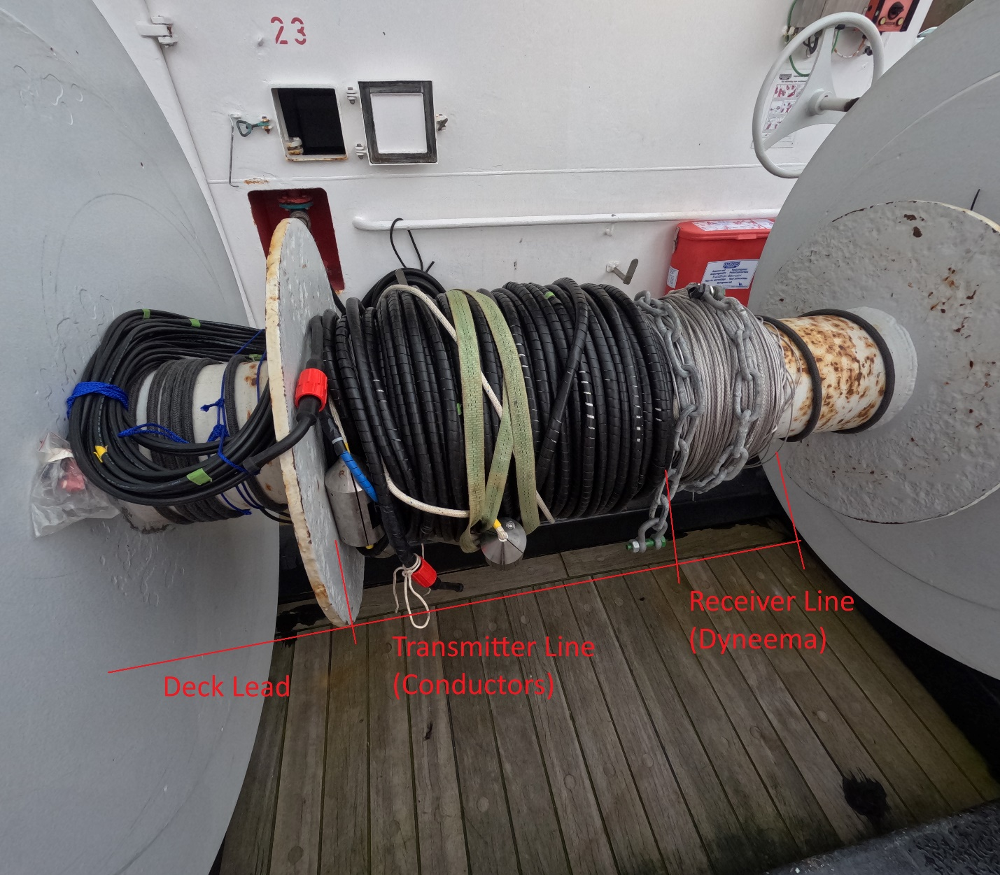 23
Deck Lead
Transmitter Line
(Conductors)
Receiver Line
(Dyneema)